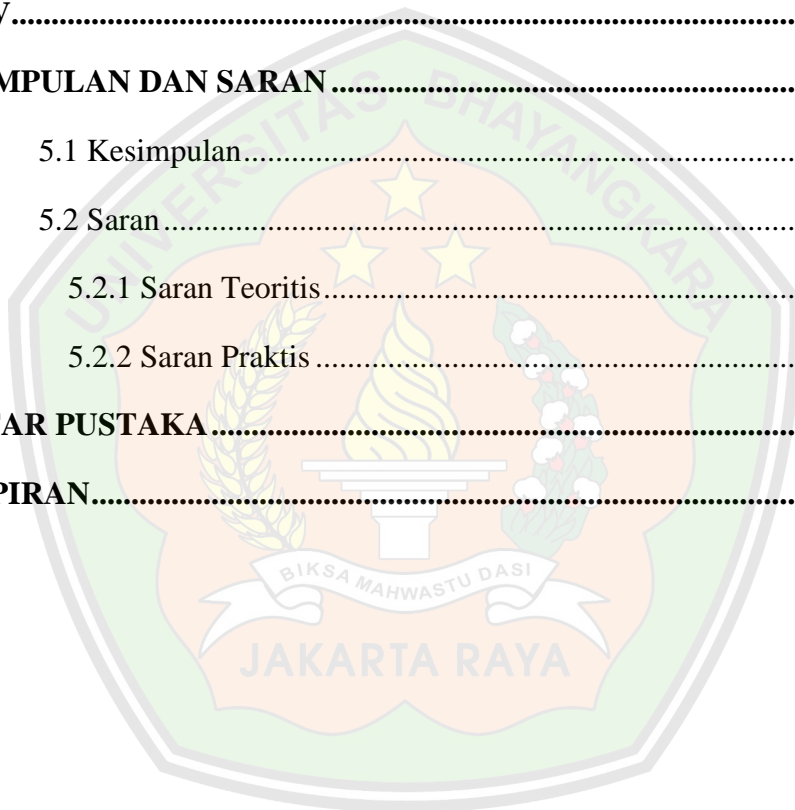 V
MPULAN DAN SARAN
5.1 Kesimpulan
5.2 Saran
5.2.1 Saran Teoritis
5.2.2 Saran Praktis
TAR PUSTAKA
PIRAN
UNIVERSITAS BHAYANGKARA
BIKSA MAHWASTU DASI
JAKARTA RAYA